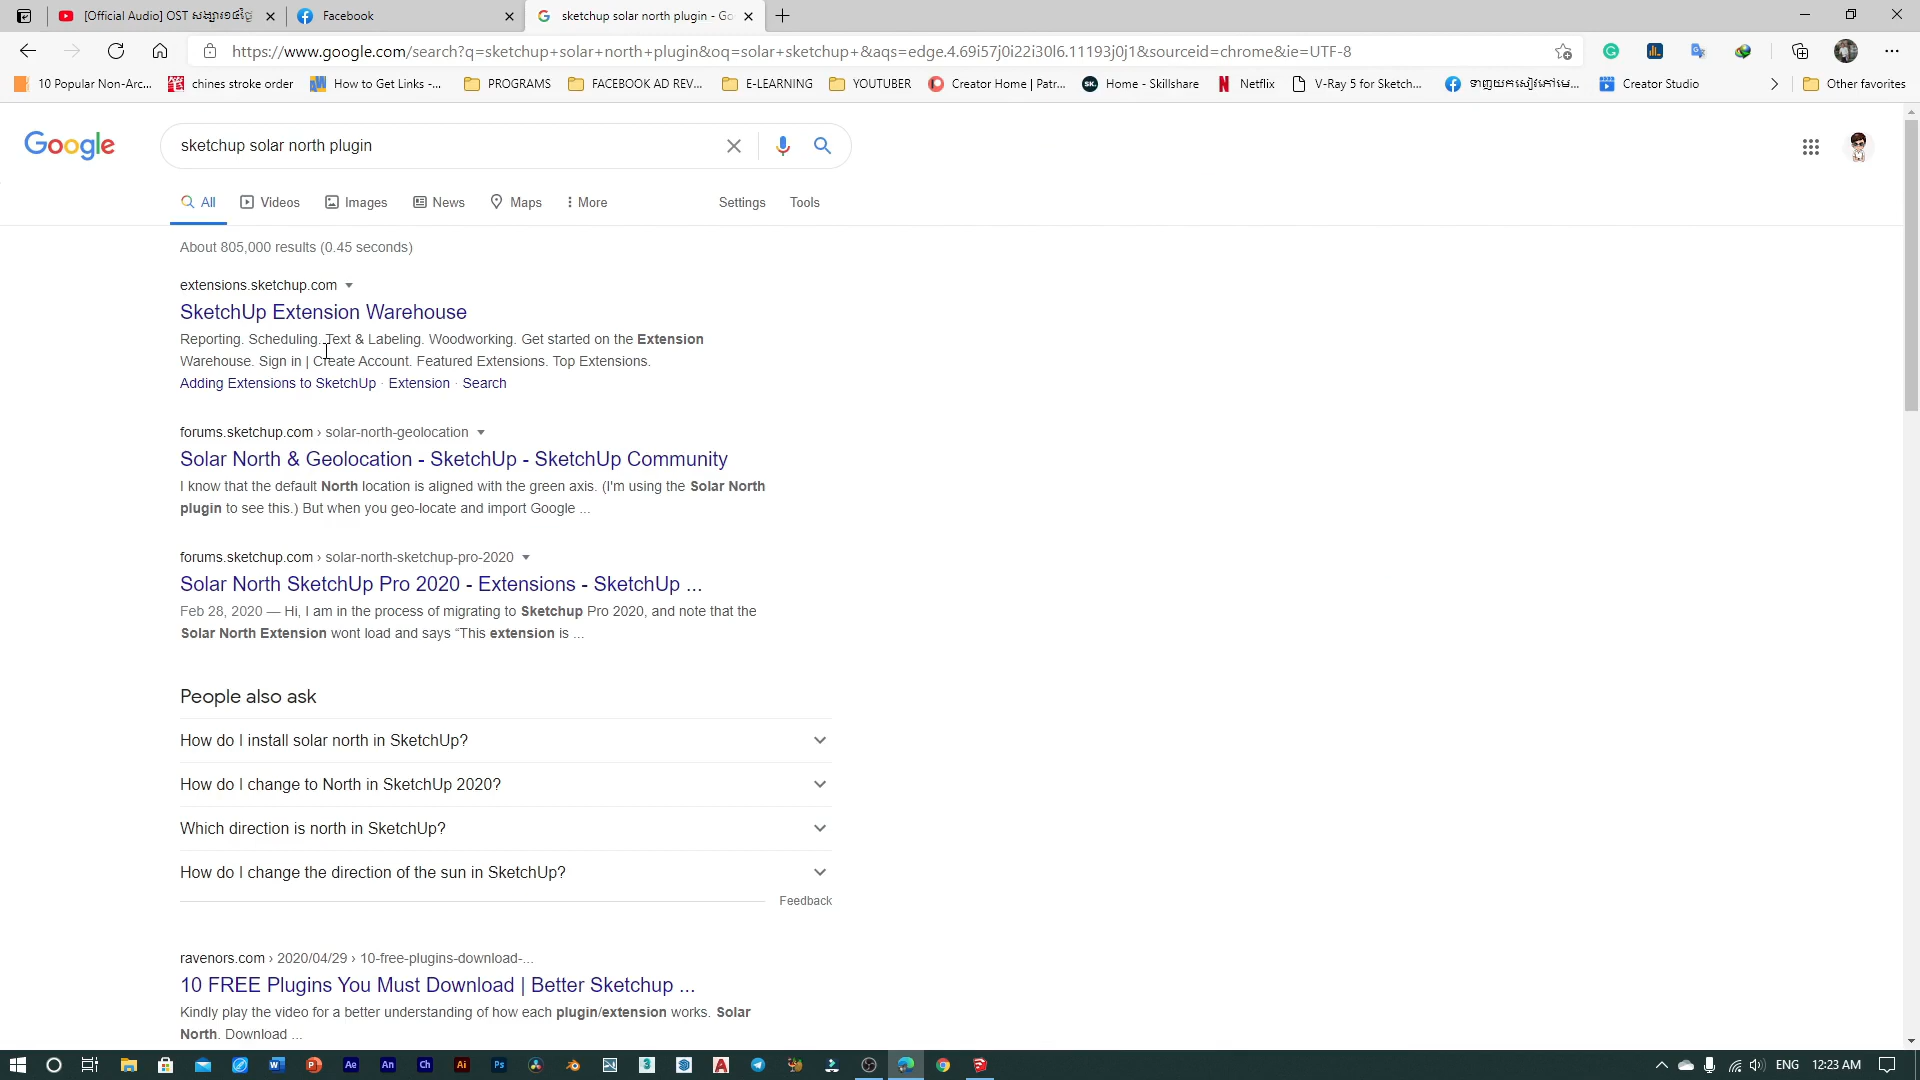 [Official Audio] OST សង្សារ១៤ថ្ងៃ
Facebook
sketchup solar north plugin - Go
https://www.google.com/search?q=sketchup+solar+north+plugin&oq=solar+sketchup+&aqs=edge.4.69i57j0i22i30l6.11193j0j1&sourceid=chrome&ie=UTF-8
10 Popular Non-Arc...
chines stroke order
How to Get Links -...
PROGRAMS
FACEBOOK AD REV...
E-LEARNING
YOUTUBER
Creator Home | Patr...
Home - Skillshare
Netflix
V-Ray 5 for Sketch...
Creator Studio
Other favorites
Google
sketchup solar north plugin
All
Videos
Images
News
Maps
More
Settings
Tools
About 805,000 results (0.45 seconds)
extensions.sketchup.com
SketchUp Extension Warehouse
Reporting. Scheduling. Text & Labeling. Woodworking. Get started on the Extension
Warehouse. Sign in | Create Account. Featured Extensions. Top Extensions.
Adding Extensions to SketchUp · Extension · Search
forums.sketchup.com › solar-north-geolocation
Solar North & Geolocation - SketchUp - SketchUp Community
I know that the default North location is aligned with the green axis. (I'm using the Solar North
plugin to see this.) But when you geo-locate and import Google ...
forums.sketchup.com › solar-north-sketchup-pro-2020
Solar North SketchUp Pro 2020 - Extensions - SketchUp ...
Feb 28, 2020 — Hi, I am in the process of migrating to Sketchup Pro 2020, and note that the
Solar North Extension wont load and says “This extension is ...
People also ask
How do I install solar north in SketchUp?
How do I change to North in SketchUp 2020?
Which direction is north in SketchUp?
How do I change the direction of the sun in SketchUp?
Feedback
ravenors.com › 2020/04/29 › 10-free-plugins-download-...
10 FREE Plugins You Must Download | Better Sketchup ...
Kindly play the video for a better understanding of how each plugin/extension works. Solar
North. Download ...
ENG
12:23 AM